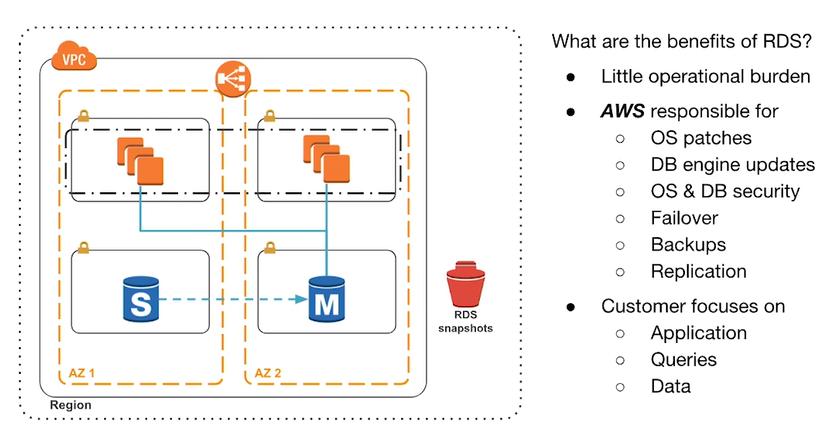 VPC
S
M
AZ 1
AZ 2
Region
RDS
snapshots
What are the benefits of RDS?
● Little operational burden
● AWS responsible for
○ OS patches
○ DB engine updates
○ OS & DB security
○ Failover
○ Backups
○ Replication
● Customer focuses on
○ Application
○ Queries
○ Data